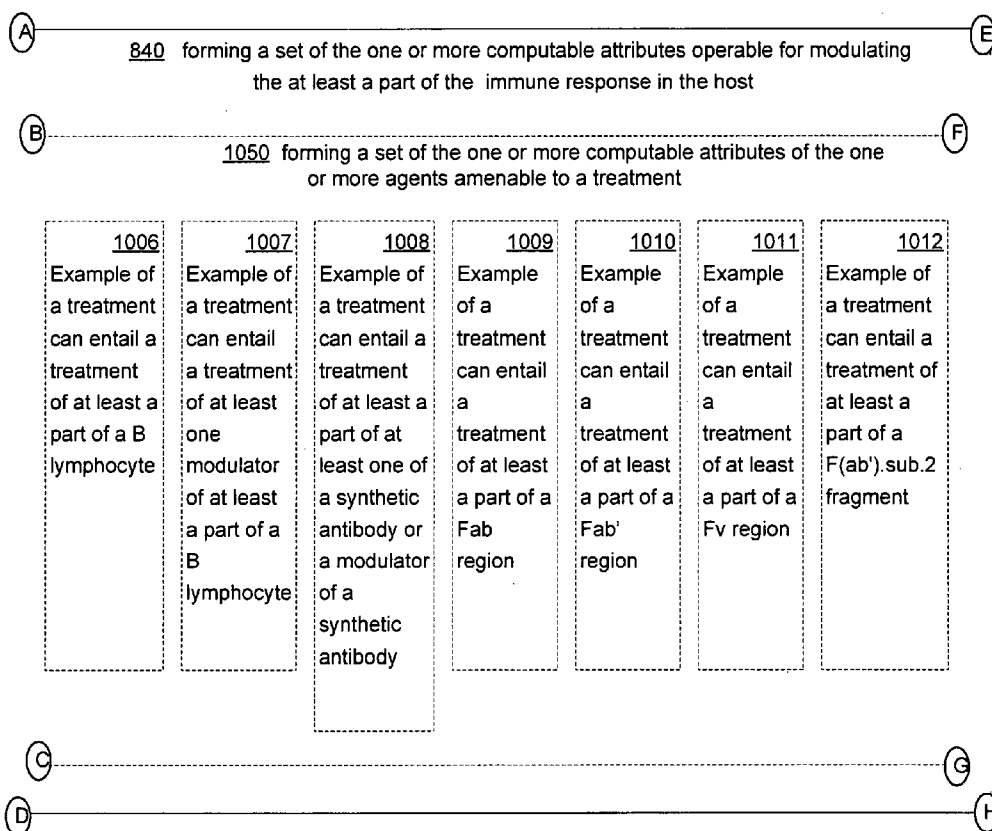 A
E
840 forming a set of the one or more computable attributes operable for modulating
the at least a part of the immune response in the host
B
F
1050 forming a set of the one or more computable attributes of the one
or more agents amenable to a treatment
1006
Example of
a treatment
can entail a
treatment
of at least a
part of a B
lymphocyte
1007
Example of
a treatment
can entail
a treatment
of at least
one
modulator
of at least
a part of a
B
lymphocyte
1008
Example of
a treatment
can entail a
treatment
of at least a
part of at
least one of
a synthetic
antibody or
a modulator
of a
synthetic
antibody
1009
Example
of a
treatment
can entail
a
treatment
of at least
a part of a
Fab
region
1010
Example
of a
treatment
can entail
a
treatment
of at least
a part of a
Fab'
region
1011
Example
of a
treatment
can entail
a
treatment
of at least
a part of a
Fv region
1012
Example of
a treatment
can entail a
treatment of
at least a
part of a
F(ab').sub.2
fragment
C
G
D
H